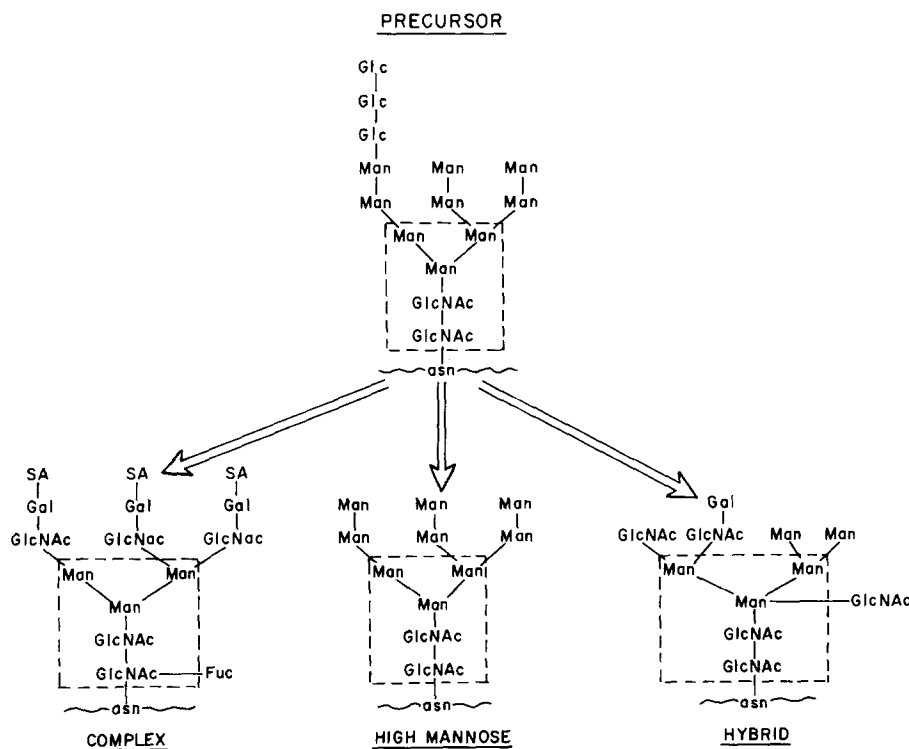 PRECURSOR
Glc
Glc
Glc
Man Man Man
Man Man Man
Man Man
Man
GlcNAc
GlcNAc
asn
SA SA SA
Gal Gal Gal
GlcNAc GlcNac GlcNac
Man Man
Man
GlcNAc
GlcNAc Fuc
asn
COMPLEX
Man Man Man
Man Man Man
Man Man
Man
GlcNAc
GlcNAc
asn
HIGH MANNOSE
Gal
GlcNAc GlcNAc Man Man
Man Man
Man GlcNAc
GlcNAc
GlcNAc
asn
HYBRID